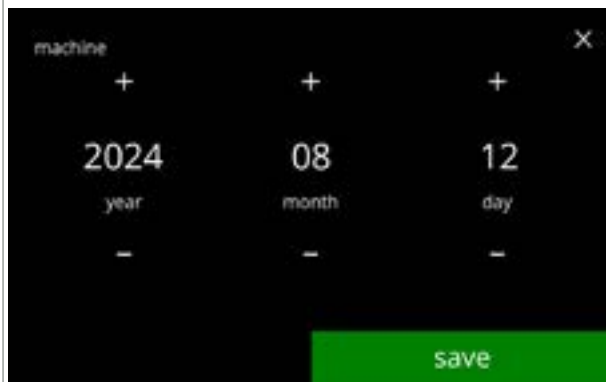 machine
×
+ + +
2024 08 12
year month day
− − −
save